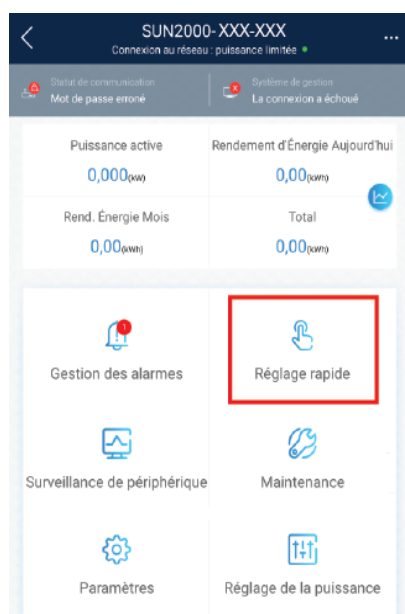 SUN2000-XXX-XXX
Connexion au réseau : puissance limitée
Statut de communication
Mot de passe erroné
Système de gestion
La connexion a échoué
Puissance active
0,000(kW)
Rendement d'Énergie Aujourd'hui
0,00(kWh)
Rend. Énergie Mois
0,00(kWh)
Total
0,00(kWh)
1
Gestion des alarmes
Réglage rapide
Surveillance de périphérique
Maintenance
Paramètres
Réglage de la puissance